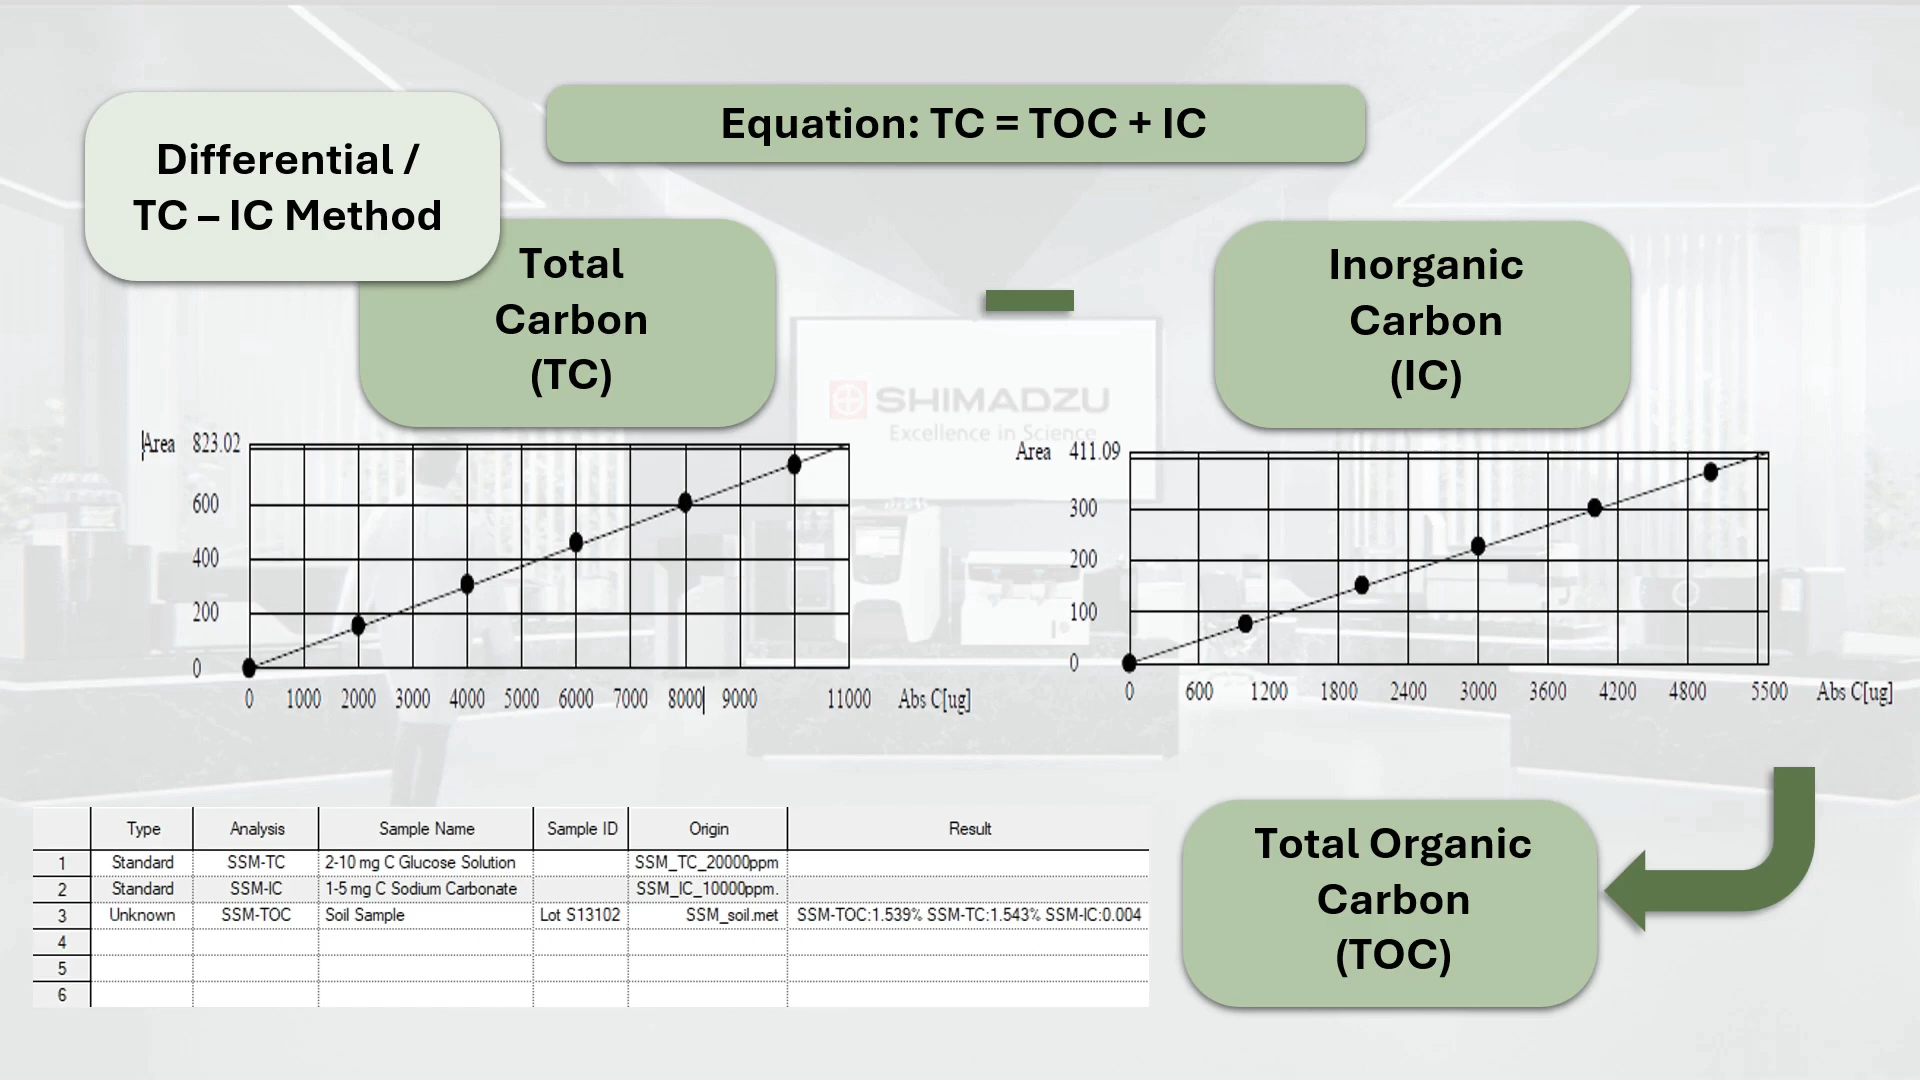 Equation: TC = TOC + IC
Differential /
TC – IC Method
Total
Carbon
(TC)
Inorganic
Carbon
(IC)
SHIMADZU
Excellence in Science
Area 823.02
600
400
200
0
0 1000 2000 3000 4000 5000 6000 7000 8000 9000 11000 Abs C[ug]
Area 411.09
300
200
100
0
0 600 1200 1800 2400 3000 3600 4200 4800 5500 Abs C[ug]
Type Analysis Sample Name Sample ID Origin Result
1 Standard SSM-TC 2-10 mg C Glucose Solution SSM_TC_20000ppm
2 Standard SSM-IC 1-5 mg C Sodium Carbonate SSM_IC_10000ppm.
3 Unknown SSM-TOC Soil Sample Lot S13102 SSM_soil.met SSM-TOC:1.539% SSM-TC:1.543% SSM-IC:0.004
4
5
6
Total Organic
Carbon
(TOC)